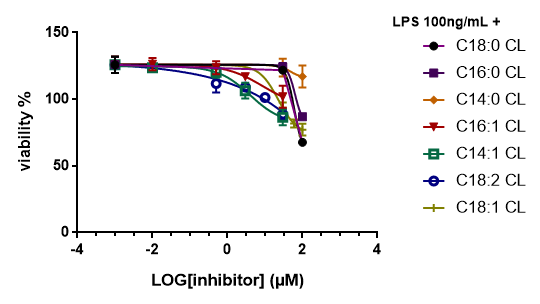 LPS 100ng/mL +
150
100
50
0
viability %
-4
-2
0
2
4
LOG[inhibitor] (µM)
C18:0 CL
C16:0 CL
C14:0 CL
C16:1 CL
C14:1 CL
C18:2 CL
C18:1 CL